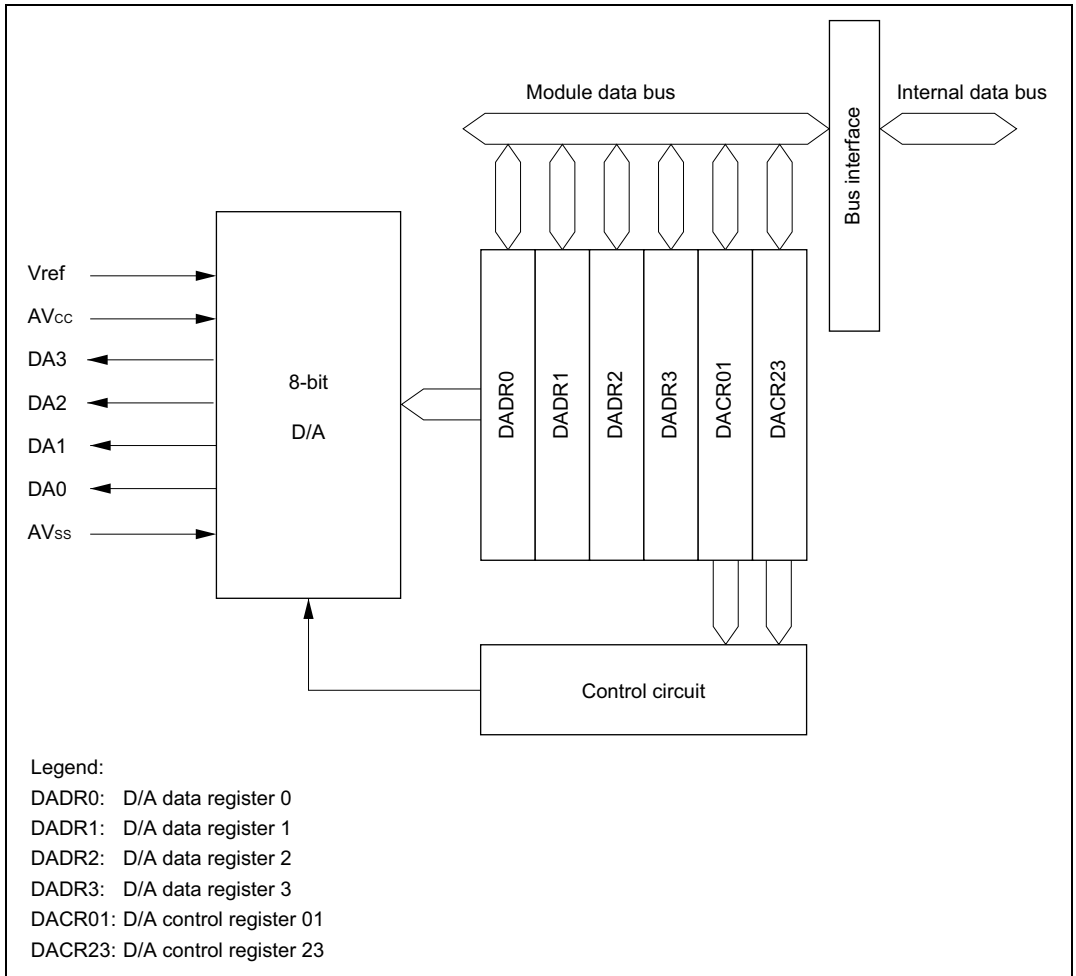 Module data bus
Internal data bus
Bus interface
Vref
AVcc
DA3
DA2
DA1
DA0
AVss
8-bit
D/A
DADR0
DADR1
DADR2
DADR3
DACR01
DACR23
Control circuit
Legend:
DADR0: D/A data register 0
DADR1: D/A data register 1
DADR2: D/A data register 2
DADR3: D/A data register 3
DACR01: D/A control register 01
DACR23: D/A control register 23